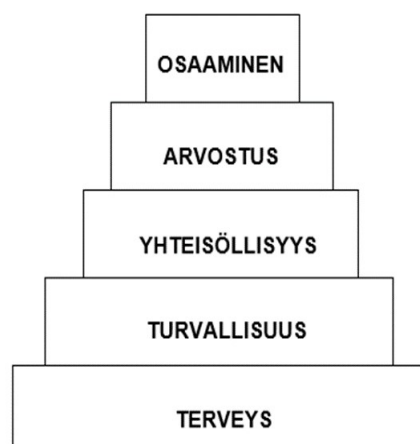 OSAAMINEN
ARVOSTUS
YHTEISÖLLISYYS
TURVALLISUUS
TERVEYS